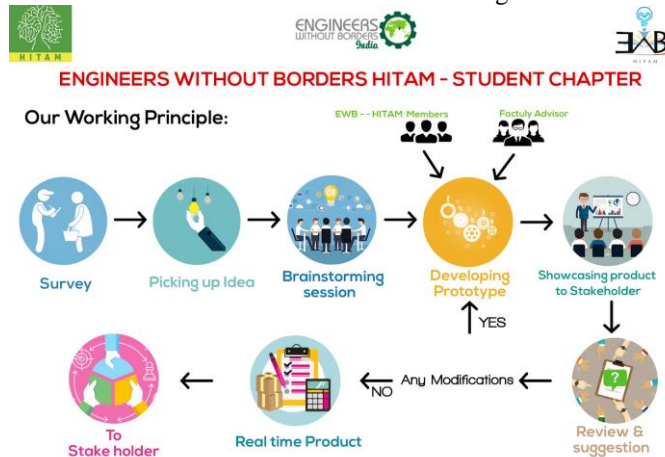 HITAM
ENGINEERS
WITHOUT BORDERS
India
EWB
HITAM
ENGINEERS WITHOUT BORDERS HITAM - STUDENT CHAPTER
Our Working Principle:
EWB - - HITAM Members
Factuly Advisor
Survey
Picking up Idea
Brainstorming
session
Developing
Prototype
Showcasing product
to Stakeholder
YES
Any Modifications
NO
?
To
Stake holder
Real time Product
Review &
suggestion